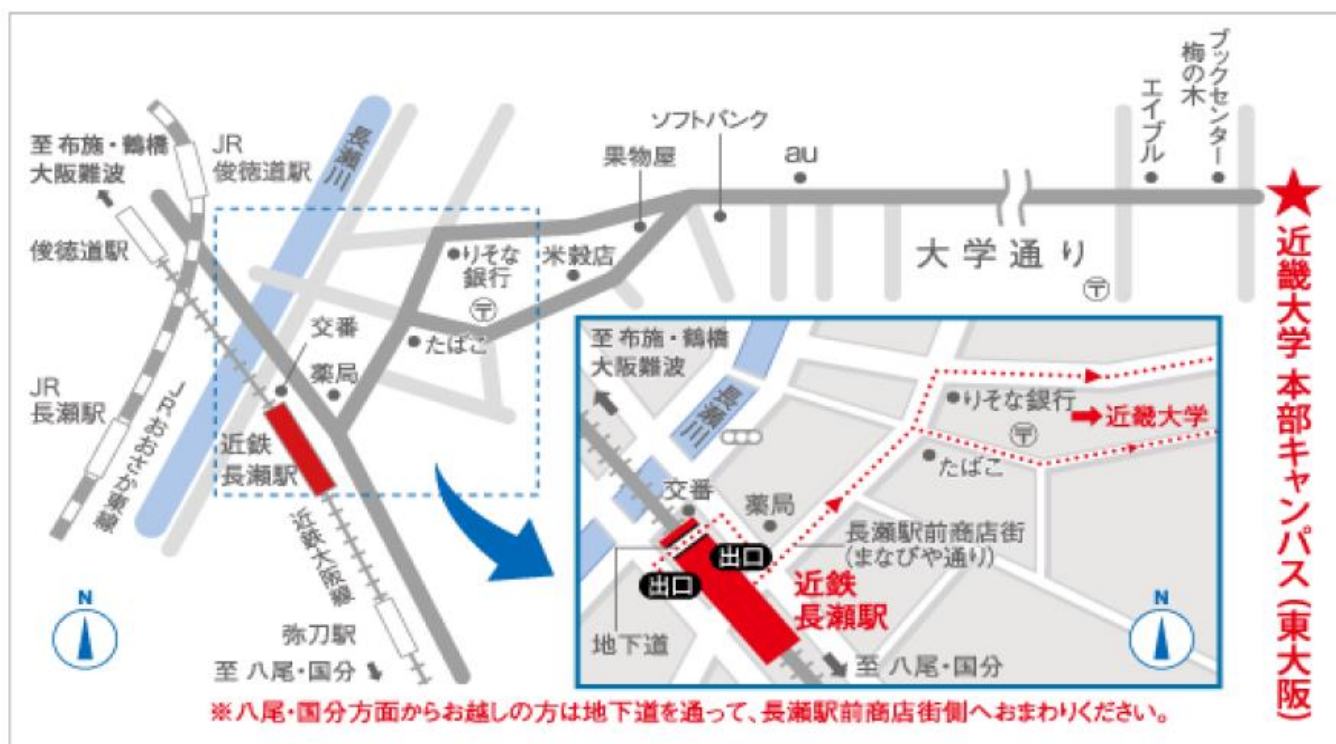 至 布施・鶴橋
大阪難波
JR
俊徳道駅
長瀬川
俊徳道駅
JR
長瀬駅
JRおおさか東線
交番
薬局
近鉄
長瀬駅
近鉄大阪線
弥刀駅
至 八尾・国分
りそな
銀行
〒
たばこ
米穀店
果物屋
ソフトバンク
au
大学通り
〒
エイブル
ブックセンター
梅の木
★近畿大学 本部キャンパス(東大阪)
N
至 布施・鶴橋
大阪難波
長瀬川
りそな銀行
〒
近畿大学
たばこ
交番
薬局
長瀬駅前商店街
(まなびや通り)
出口
出口
近鉄
長瀬駅
地下道
至 八尾・国分
N
※八尾・国分方面からお越しの方は地下道を通って、長瀬駅前商店街側へおまわりください。